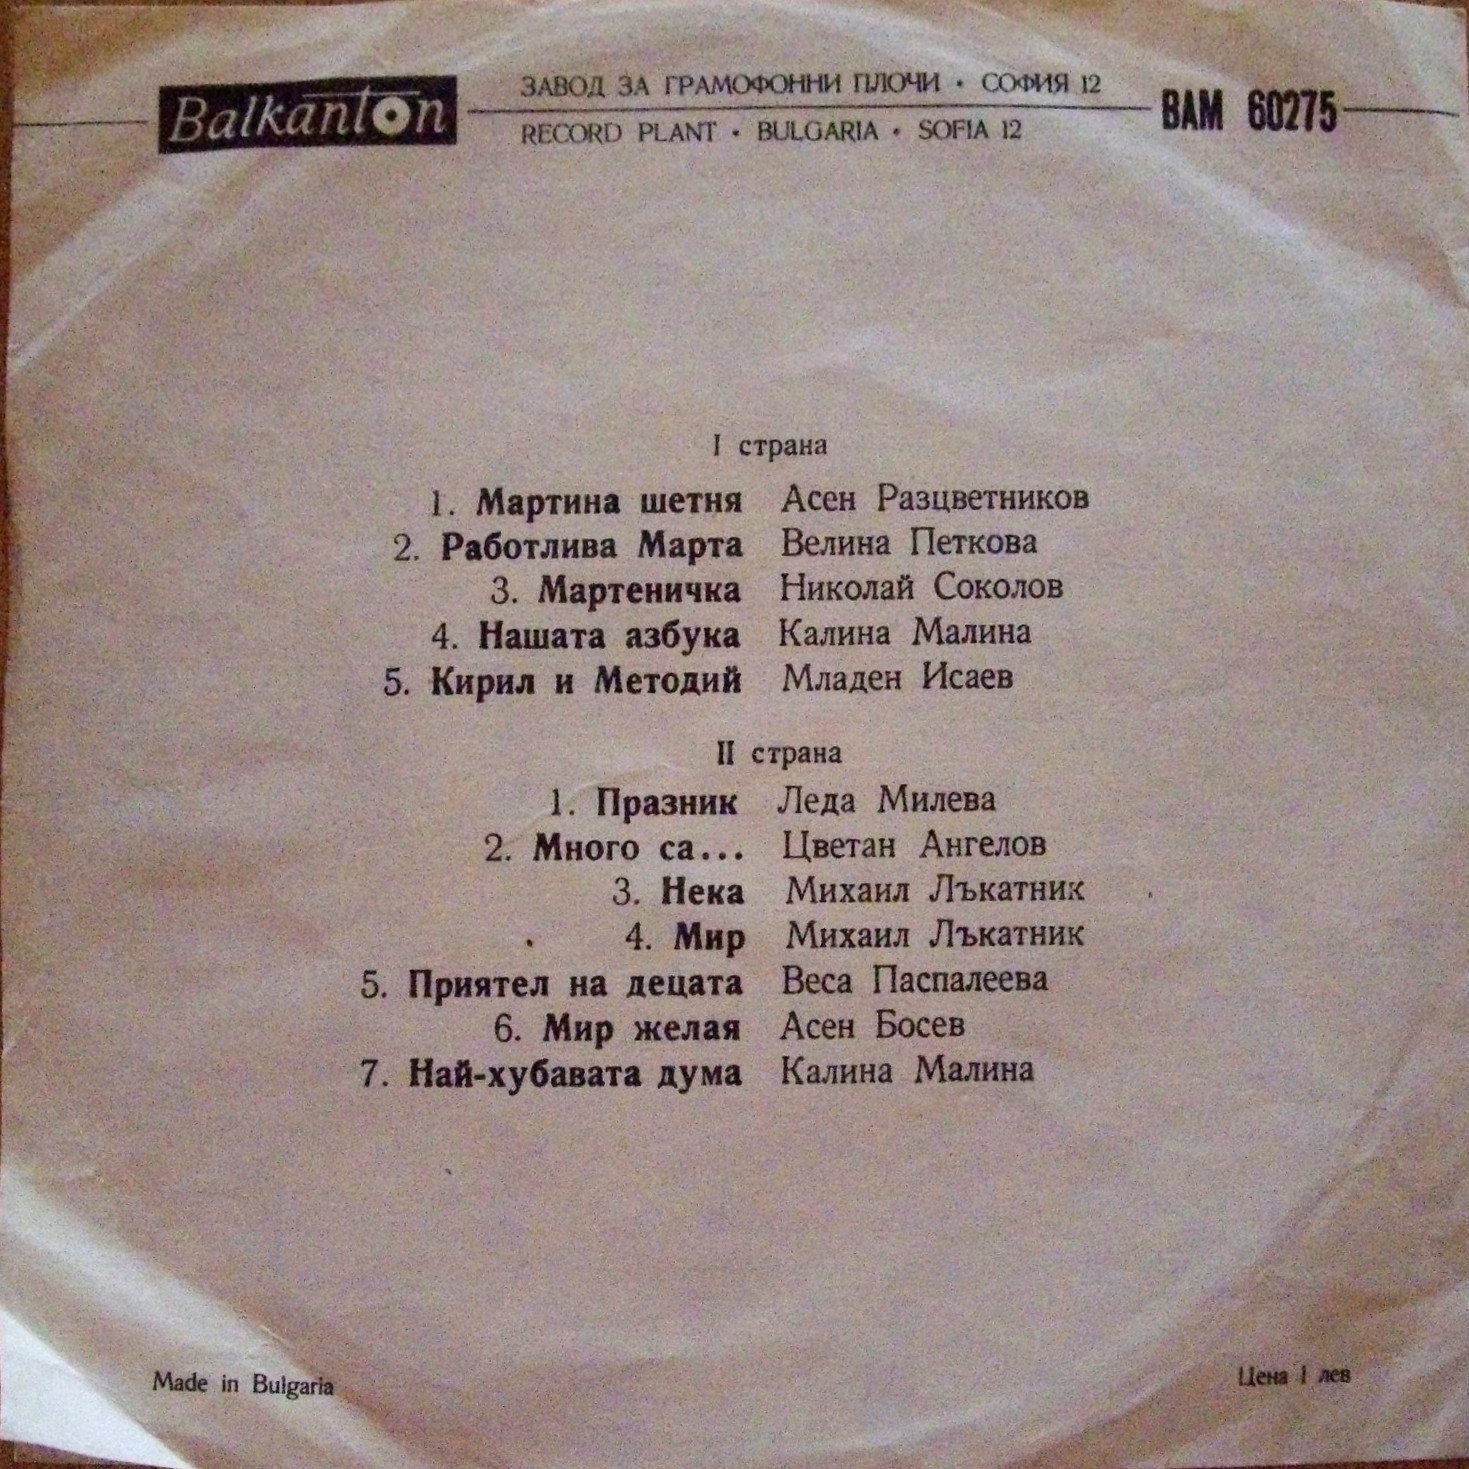 Balkanton
ЗАВОД ЗА ГРАМОФОННИ ПЛОЧИ • СОФИЯ 12
RECORD PLANT • BULGARIA • SOFIA 12
ВАМ 60275
I страна
1. Мартина шетня Асен Разцветников
2. Работлива Марта Велина Петкова
3. Мартеничка Николай Соколов
4. Нашата азбука Калина Малина
5. Кирил и Методий Младен Исаев
II страна
1. Празник Леда Милева
2. Много са... Цветан Ангелов
3. Нека Михаил Лъкатник
4. Мир Михаил Лъкатник
5. Приятел на децата Веса Паспалеева
6. Мир желая Асен Босев
7. Най-хубавата дума Калина Малина
Made in Bulgaria
Цена 1 лев